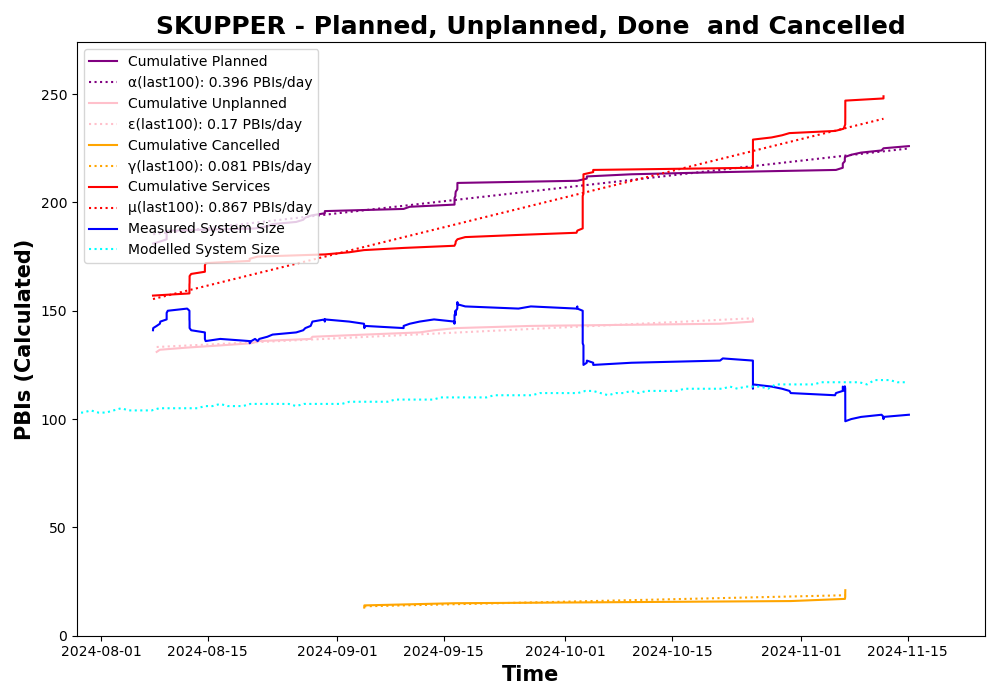 SKUPPER - Planned, Unplanned, Done  and Cancelled
Cumulative Planned
α(last100): 0.396 PBIs/day
Cumulative Unplanned
ε(last100): 0.17 PBIs/day
Cumulative Cancelled
γ(last100): 0.081 PBIs/day
Cumulative Services
μ(last100): 0.867 PBIs/day
Measured System Size
Modelled System Size
PBIs (Calculated)
250
200
150
100
50
0
2024-08-01 2024-08-15 2024-09-01 2024-09-15 2024-10-01 2024-10-15 2024-11-01 2024-11-15
Time